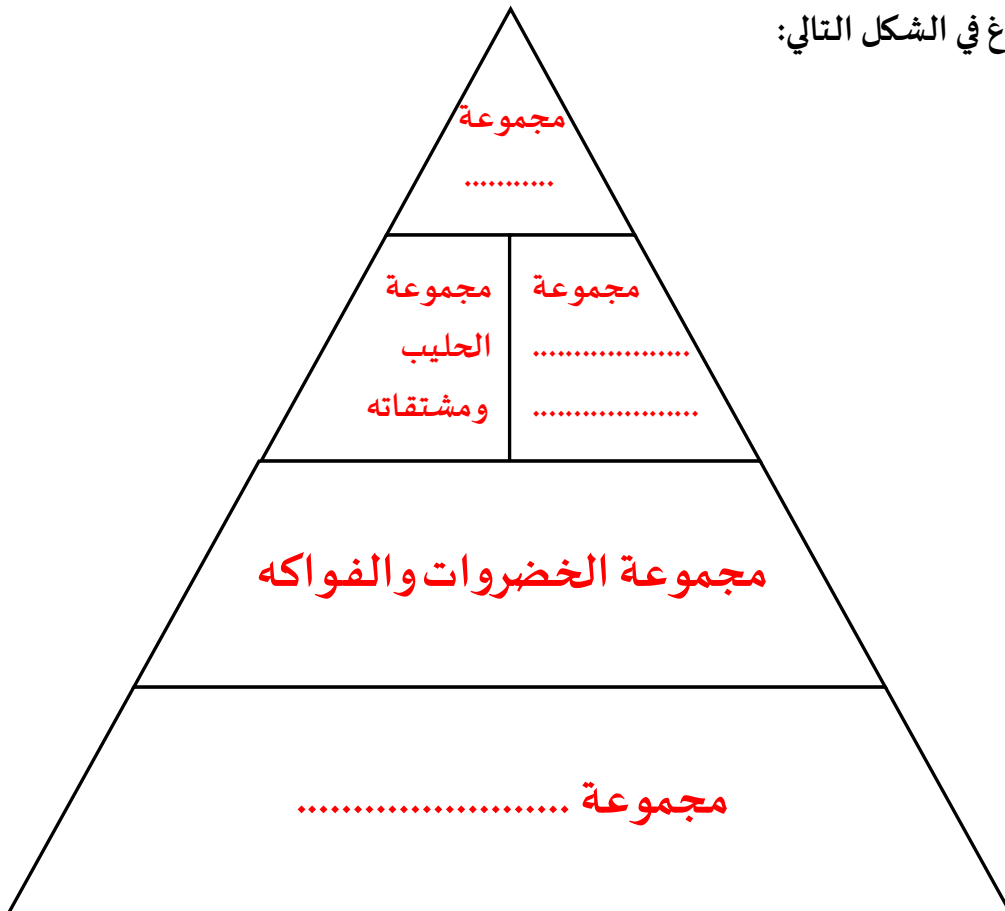 غ في الشكل التالي:
مجموعة
...........
مجموعة
...................
....................
مجموعة
الحليب
ومشتقاته
مجموعة الخضروات والفواكه
مجموعة ........................